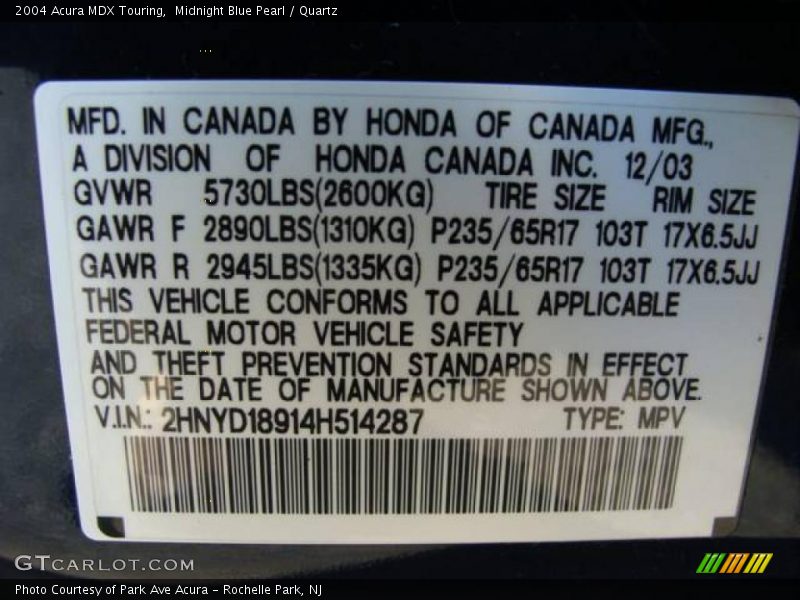 2004 Acura MDX Touring,  Midnight Blue Pearl / Quartz
MFD. IN CANADA BY HONDA OF CANADA MFG.,
A DIVISION OF HONDA CANADA INC. 12/03
GVWR 5730LBS(2600KG) TIRE SIZE RIM SIZE
GAWR F 2890LBS(1310KG) P235/65R17 103T 17X6.5JJ
GAWR R 2945LBS(1335KG) P235/65R17 103T 17X6.5JJ
THIS VEHICLE CONFORMS TO ALL APPLICABLE
FEDERAL MOTOR VEHICLE SAFETY
AND THEFT PREVENTION STANDARDS IN EFFECT
ON THE DATE OF MANUFACTURE SHOWN ABOVE.
V.I.N.: 2HNYD18914H514287 TYPE: MPV
GTCARLOT.COM
Photo Courtesy of Park Ave Acura - Rochelle Park, NJ